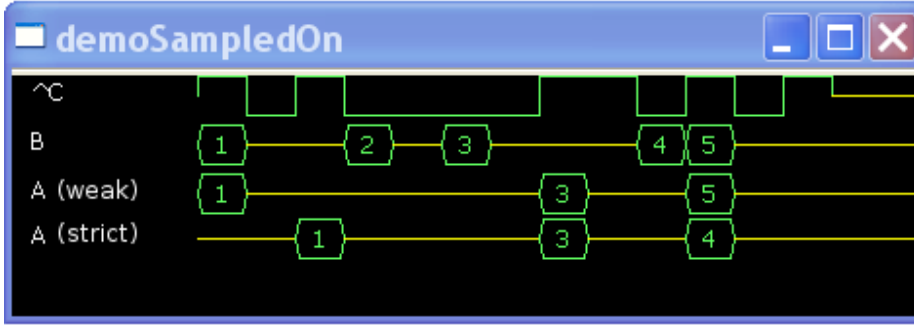 demoSampledOn
^C
B 1 2 3 4 5
A (weak) 1 3 5
A (strict) 1 3 4